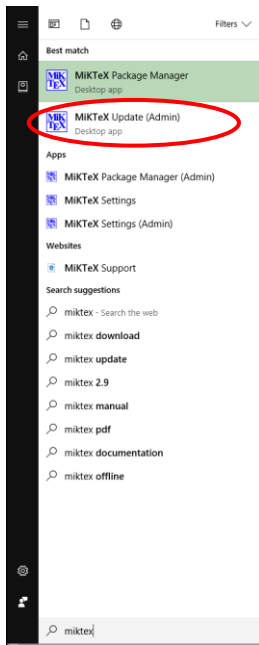 Filters
Best match
MiKTeX Package Manager
Desktop app
MiKTeX Update (Admin)
Desktop app
Apps
MiKTeX Package Manager (Admin)
MiKTeX Settings
MiKTeX Settings (Admin)
Websites
MiKTeX Support
Search suggestions
miktex - Search the web
miktex download
miktex update
miktex 2.9
miktex manual
miktex pdf
miktex documentation
miktex offline
miktex